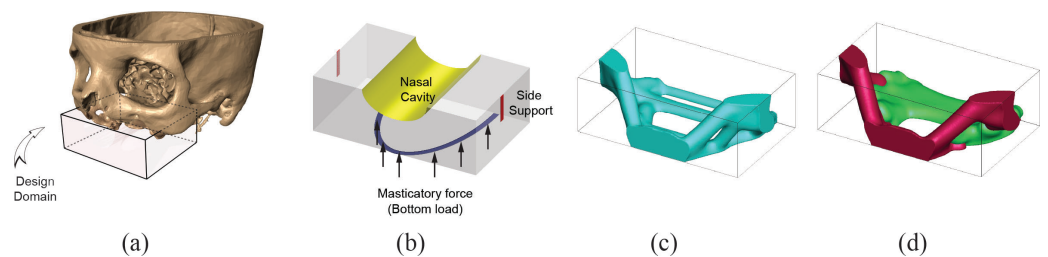 Design
Domain
(a)
Nasal
Cavity
Side
Support
Masticatory force
(Bottom load)
(b)
(c)
(d)